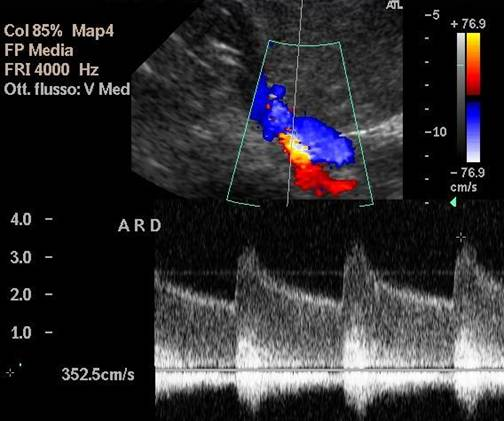 Col 85% Map4
FP Media
FRI 4000 Hz
Ott. flusso: V Med
ATL
-5
-10
+ 76.9
- 76.9
cm/s
A R D
4.0 -
3.0 -
2.0 -
1.0 -
352.5cm/s